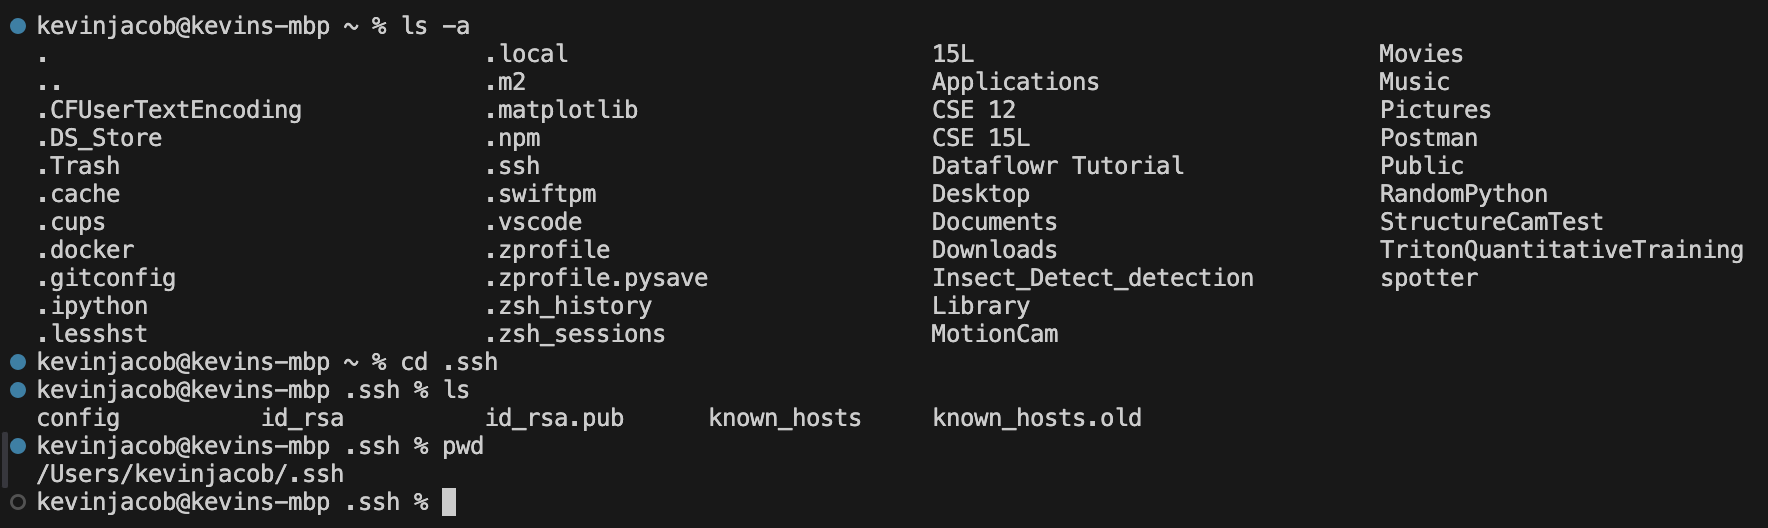 kevinjacob@kevins-mbp ~ % ls -a
. .local 15L Movies
.. .m2 Applications Music
.CFUserTextEncoding .matplotlib CSE 12 Pictures
.DS_Store .npm CSE 15L Postman
.Trash .ssh Dataflowr Tutorial Public
.cache .swiftpm Desktop RandomPython
.cups .vscode Documents StructureCamTest
.docker .zprofile Downloads TritonQuantitativeTraining
.gitconfig .zprofile.pysave Insect_Detect_detection spotter
.ipython .zsh_history Library
.lesshst .zsh_sessions MotionCam
kevinjacob@kevins-mbp ~ % cd .ssh
kevinjacob@kevins-mbp .ssh % ls
config id_rsa id_rsa.pub known_hosts known_hosts.old
kevinjacob@kevins-mbp .ssh % pwd
/Users/kevinjacob/.ssh
kevinjacob@kevins-mbp .ssh %